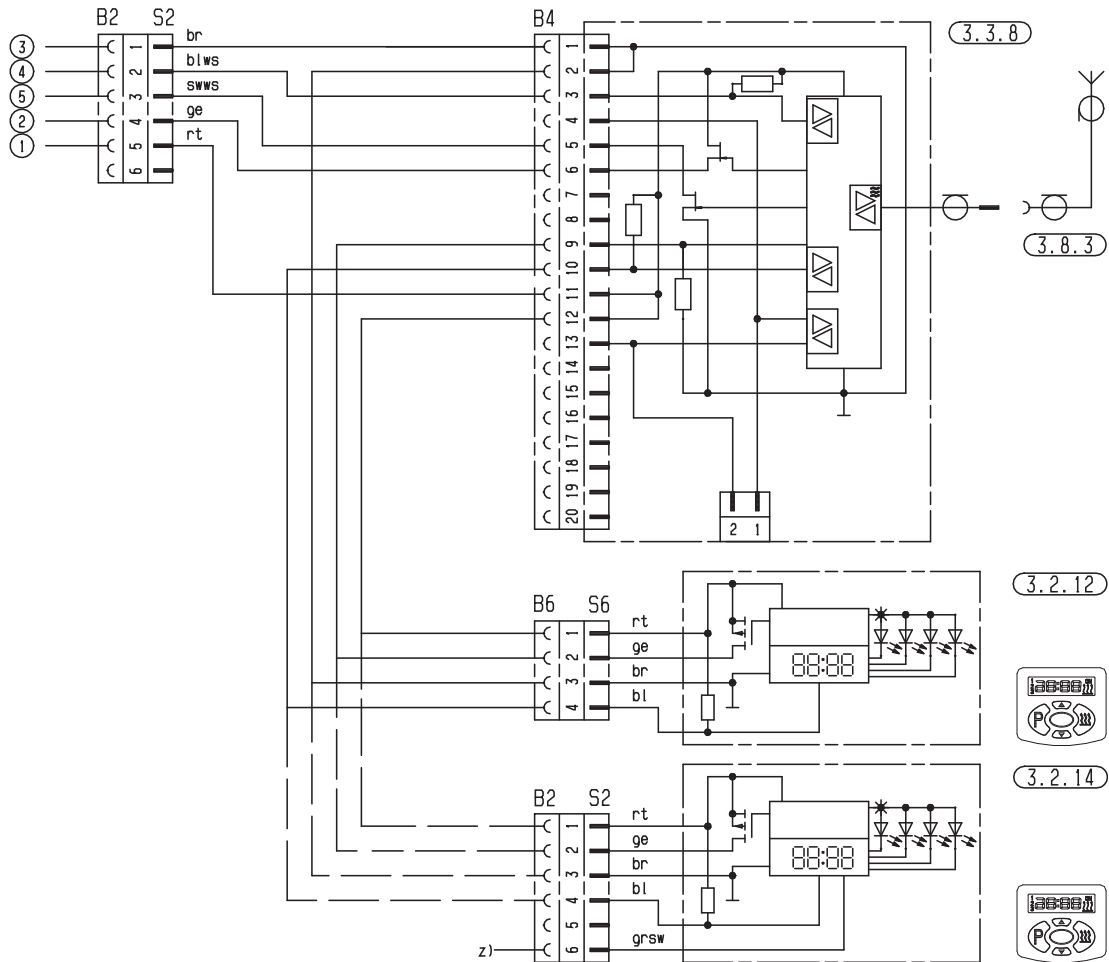 B2 S2
B4
3.3.8
3 1 br 1
4 2 blws 2
5 3 swws 3
2 4 ge 4
1 5 rt 5
6 6
7
8
3.8.3
9
10
11
12
13
14
15
16
17
18
19
20
2 1
3.2.12
B6 S6
1 rt
2 ge
3 br
4 bl
88:88
P
3.2.14
B2 S2
1 rt
2 ge
3 br
4 bl
88:88
5
z) 6 grsw
P